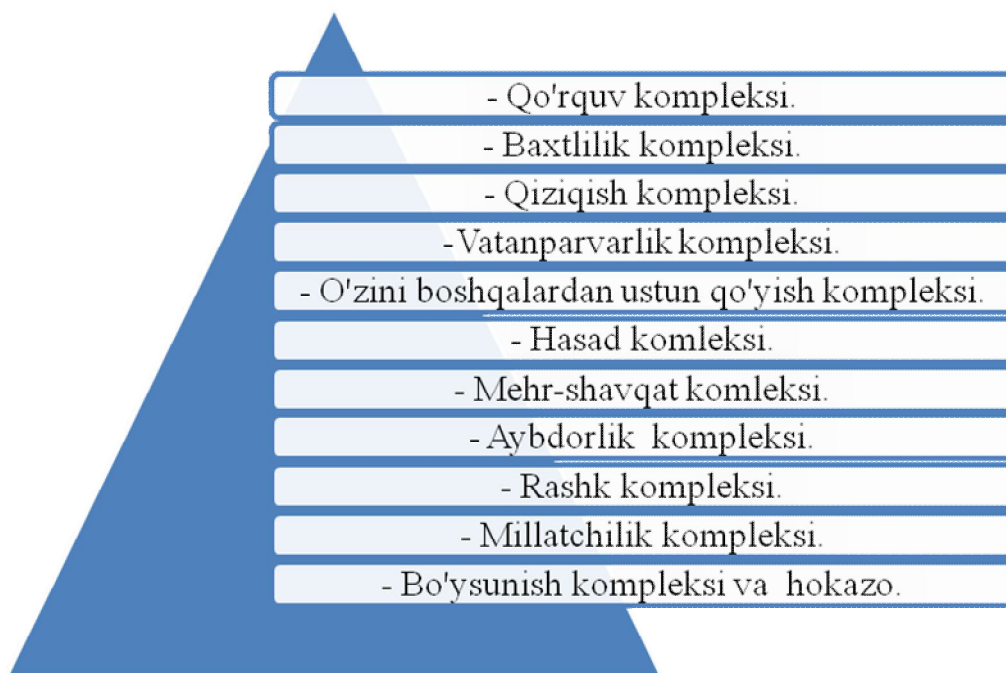 - Qo'rquv kompleksi.
- Baxtlilik kompleksi.
- Qiziqish kompleksi.
-Vatanparvarlik kompleksi.
- O'zini boshqalardan ustun qo'yish kompleksi.
- Hasad komleksi.
- Mehr-shavqat komleksi.
- Aybdorlik kompleksi.
- Rashk kompleksi.
- Millatchilik kompleksi.
- Bo'ysunish kompleksi va hokazo.